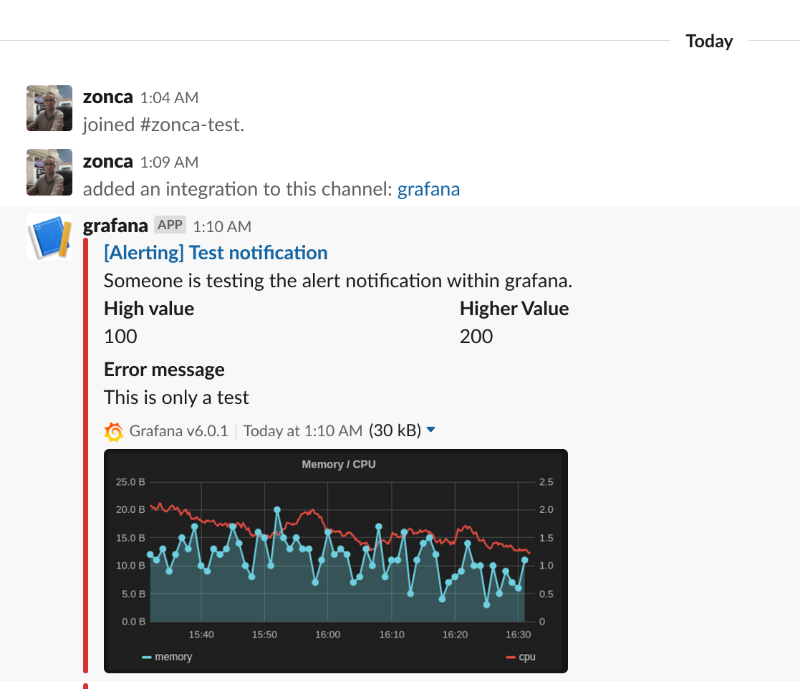 Today
zonca 1:04 AM
joined #zonca-test.
zonca 1:09 AM
added an integration to this channel: grafana
grafana APP 1:10 AM
[Alerting] Test notification
Someone is testing the alert notification within grafana.
High value Higher Value
100 200
Error message
This is only a test
Grafana v6.0.1 Today at 1:10 AM (30 kB)
Memory / CPU
25.0 B 2.5
20.0 B 2.0
15.0 B 1.5
10.0 B 1.0
5.0 B 0.5
0.0 B 0
15:40 15:50 16:00 16:10 16:20 16:30
memory cpu